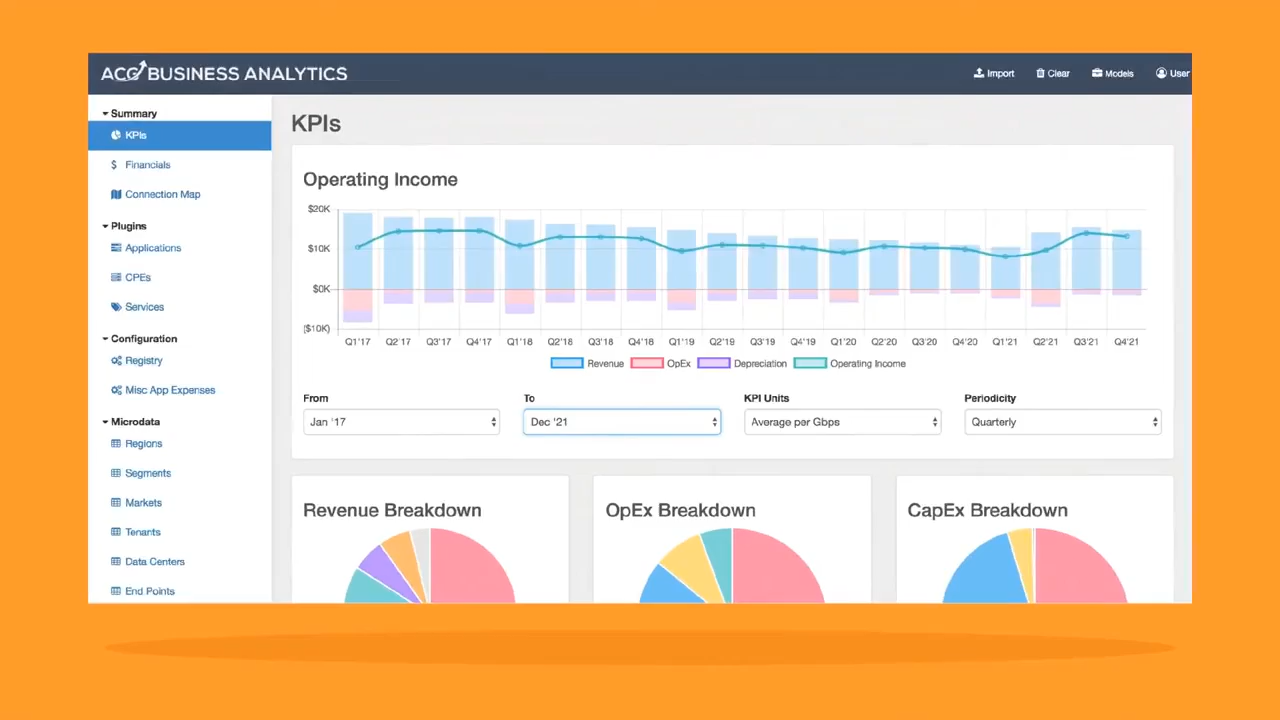 ACG BUSINESS ANALYTICS
Import Clear Models User
Summary
KPIs
Financials
Connection Map
Plugins
Applications
CPEs
Services
Configuration
Registry
Misc App Expenses
Microdata
Regions
Segments
Markets
Tenants
Data Centers
End Points
KPIs
Operating Income
$20K
$10K
$0K
($10K)
Q1'17 Q2'17 Q3'17 Q4'17 Q1'18 Q2'18 Q3'18 Q4'18 Q1'19 Q2'19 Q3'19 Q4'19 Q1'20 Q2'20 Q3'20 Q4'20 Q1'21 Q2'21 Q3'21 Q4'21
Revenue OpEx Depreciation Operating Income
From To KPI Units Periodicity
Jan '17 Dec '21 Average per Gbps Quarterly
Revenue Breakdown OpEx Breakdown CapEx Breakdown